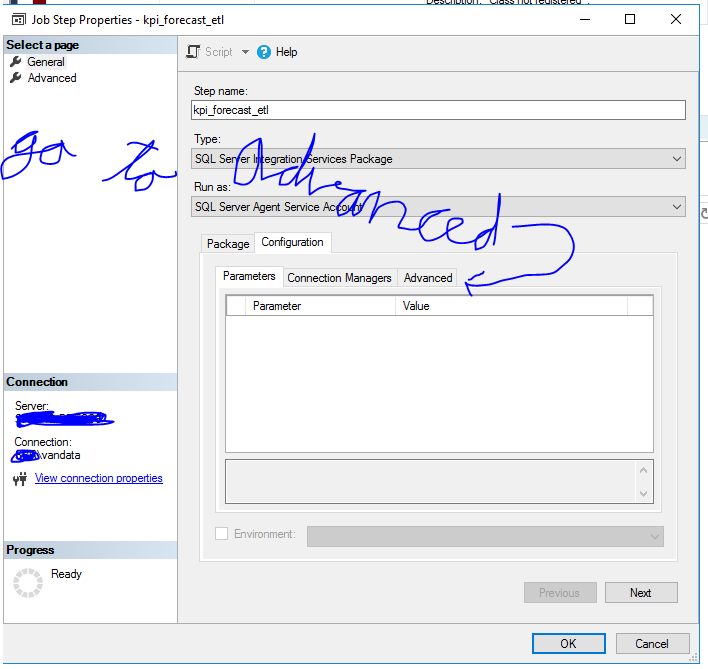 Description: "Class not registered".
Job Step Properties - kpi_forecast_etl
Select a page
General
Advanced
Script
Help
Step name:
kpi_forecast_etl
Type:
SQL Server Integration Services Package
Run as:
SQL Server Agent Service Account
go to Advanced
Package Configuration
Parameters Connection Managers Advanced
Parameter Value
Connection
Server:
Connection:
\vandata
View connection properties
Environment:
Progress
Ready
Previous Next
OK Cancel